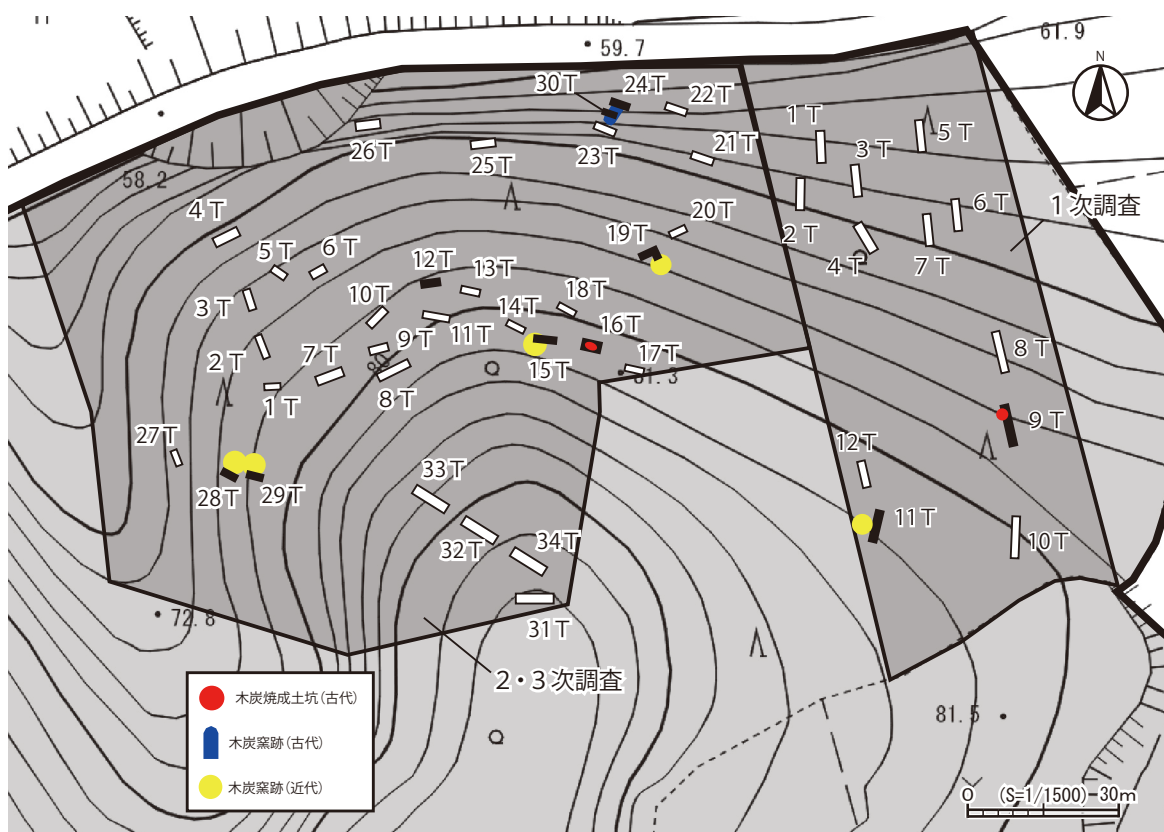 59.7
61.9
N
30T
24T
22T
1T
5T
26T
25T
23T
21T
3T
58.2
4T
20T
6T
1次調査
5T
6T
19T
2T
4T
7T
12T
13T
3T
10T
14T
18T
11T
16T
2T
7T
9T
80
15T
17T
81.3
8T
1T
8T
9T
27T
33T
12T
28T
29T
11T
32T
34T
10T
72.8
31T
2・3次調査
木炭焼成土坑(古代)
木炭窯跡(古代)
木炭窯跡(近代)
81.5
0 (S=1/1500) 30m